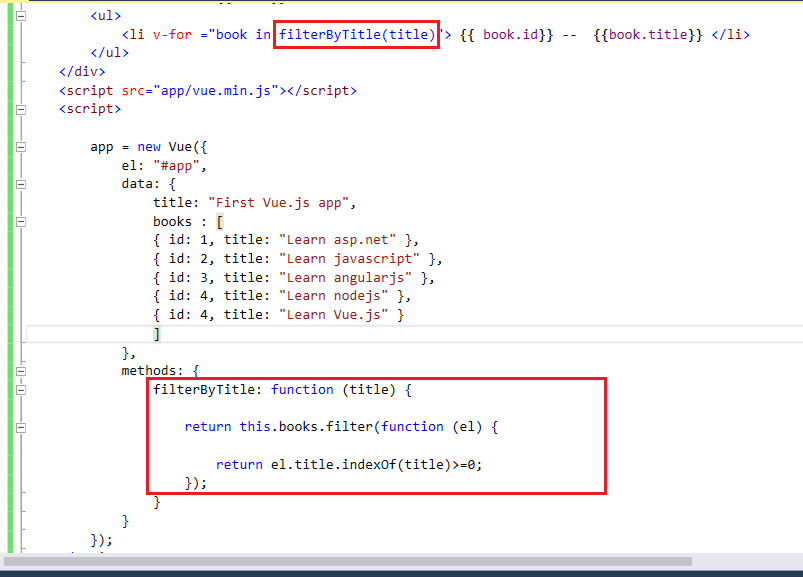 <ul>
<li v-for ="book in filterByTitle(title)"> {{ book.id}} -- {{book.title}} </li>
</ul>
</div>
<script src="app/vue.min.js"></script>
<script>
app = new Vue({
el: "#app",
data: {
title: "First Vue.js app",
books : [
{ id: 1, title: "Learn asp.net" },
{ id: 2, title: "Learn javascript" },
{ id: 3, title: "Learn angularjs" },
{ id: 4, title: "Learn nodejs" },
{ id: 4, title: "Learn Vue.js" }
]
},
methods: {
filterByTitle: function (title) {
return this.books.filter(function (el) {
return el.title.indexOf(title)>=0;
});
}
}
});